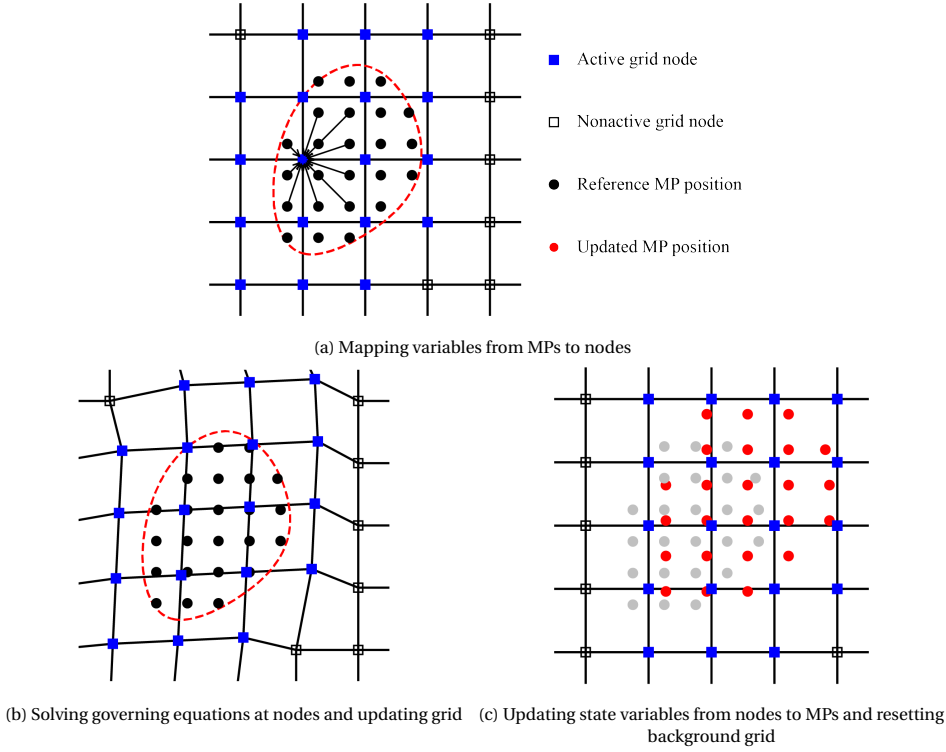 Active grid node
Nonactive grid node
Reference MP position
Updated MP position
(a) Mapping variables from MPs to nodes
(b) Solving governing equations at nodes and updating grid
(c) Updating state variables from nodes to MPs and resetting
background grid